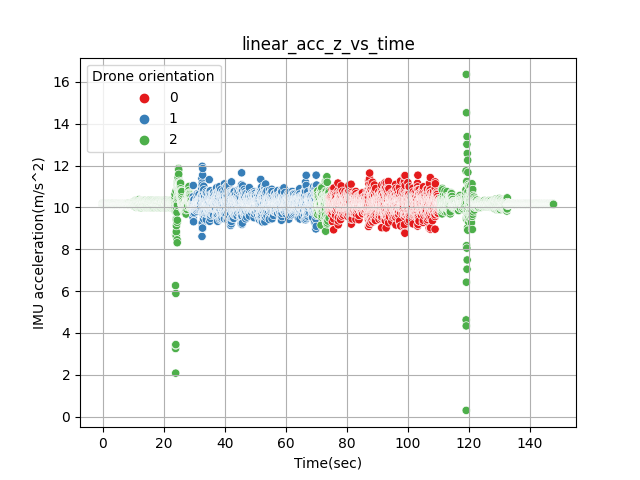 linear_acc_z_vs_time
Drone orientation
0
1
2
16
14
12
10
8
6
4
2
0
IMU acceleration(m/s^2)
0 20 40 60 80 100 120 140
Time(sec)